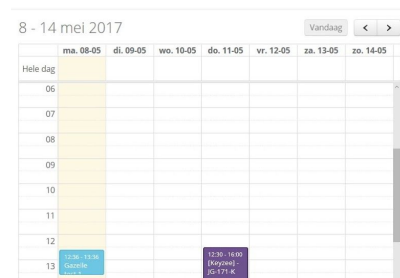 8 - 14 mei 2017
Vandaag
ma. 08-05 di. 09-05 wo. 10-05 do. 11-05 vr. 12-05 za. 13-05 zo. 14-05
Hele dag
06
07
08
09
10
11
12
12:30 - 16:00
Gazelle
[Keyzee] -
JG-171-K
13